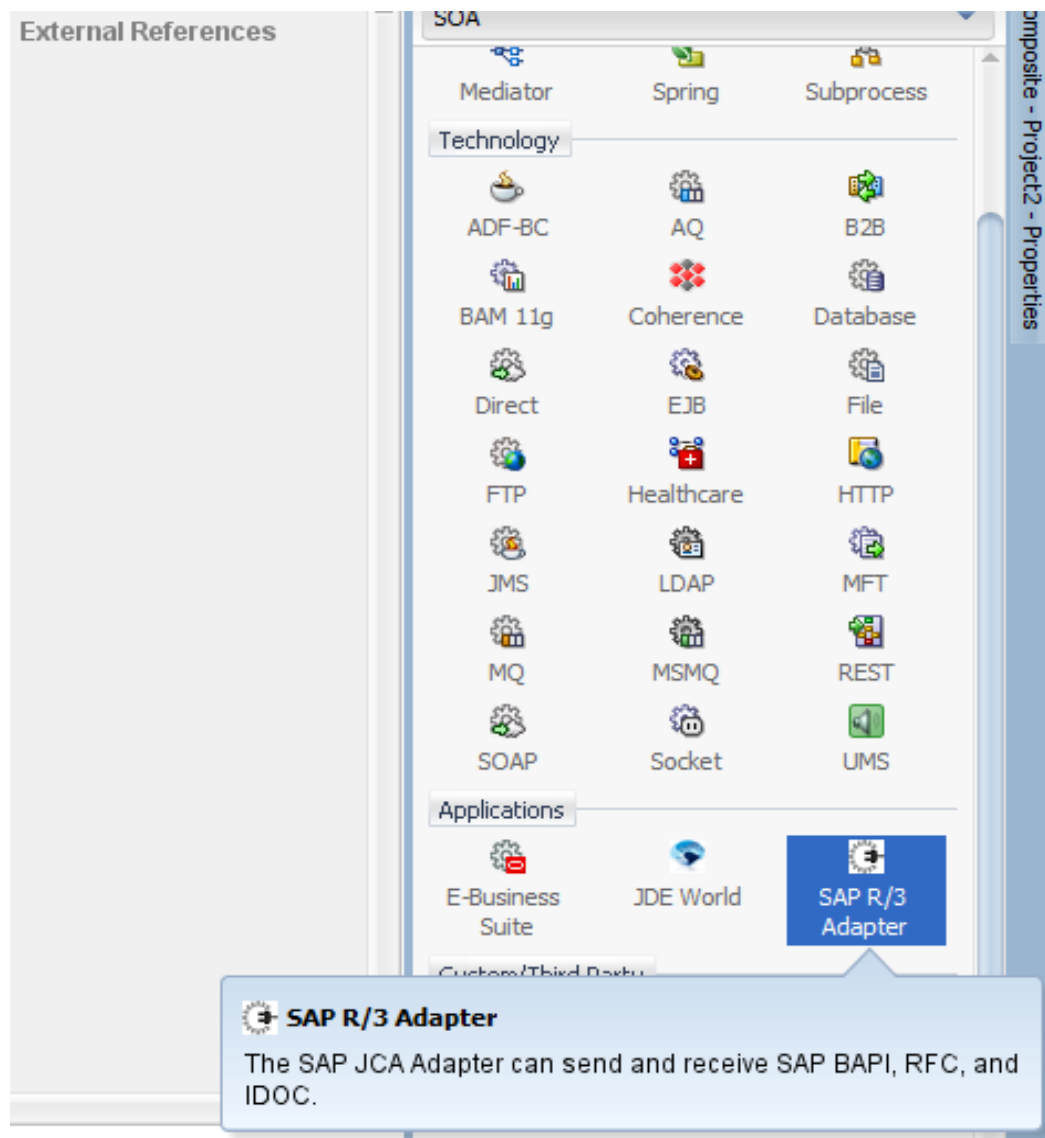 External References
SOA
Mediator
Spring
Subprocess
Technology
ADF-BC
AQ
B2B
BAM 11g
Coherence
Database
Direct
EJB
File
FTP
Healthcare
HTTP
JMS
LDAP
MFT
MQ
MSMQ
REST
SOAP
Socket
UMS
Applications
E-Business
Suite
JDE World
SAP R/3
Adapter
Custom/Third Party
SAP R/3 Adapter
The SAP JCA Adapter can send and receive SAP BAPI, RFC, and
IDOC.
omposite - Project2 - Properties